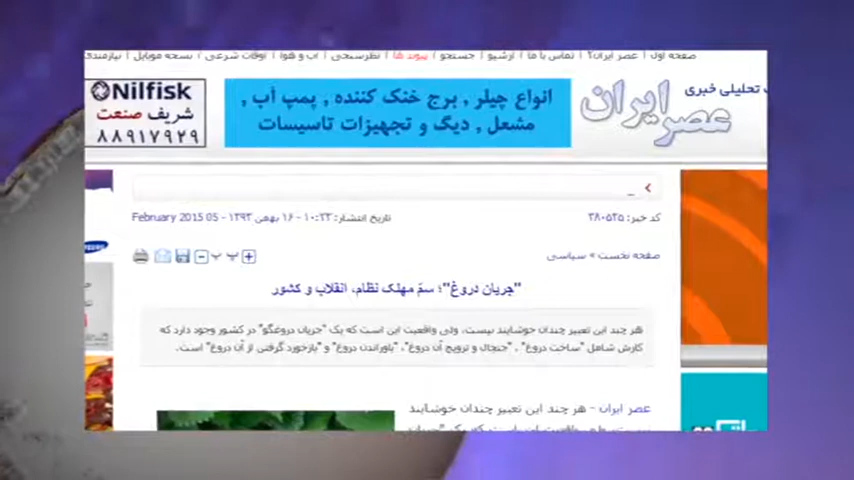 صفحه اول | عصر ایران۲ | تماس با ما | آرشیو | جستجو | پیوند ها | نظرسنجی | آب و هوا | اوقات شرعی | نسخه موبایل | نیازمندی
تحلیلی خبری
عصر ایران
انواع چیلر , برج خنک کننده , پمپ آب ,
مشعل , دیگ و تجهیزات تاسیسات
Nilfisk
شریف صنعت
۸۸۹۱۷۹۲۹
کد خبر: ۳۸۰۵۲۵
تاریخ انتشار: ۱۰:۲۳ - ۱۶ بهمن ۱۳۹۳ - 05 February 2015
صفحه نخست » سیاسی
SAMSUNG
"جریان دروغ"؛ سمّ مهلک نظام، انقلاب و کشور
هر چند این تعبیر چندان خوشایند نیست، ولی واقعیت این است که یک "جریان دروغگو" در کشور وجود دارد که
کارش شامل "ساخت دروغ" ، "جنجال و ترویج آن دروغ"، "باوراندن دروغ" و "بازخورد گرفتن از آن دروغ" است.
عصر ایران - هر چند این تعبیر چندان خوشایند